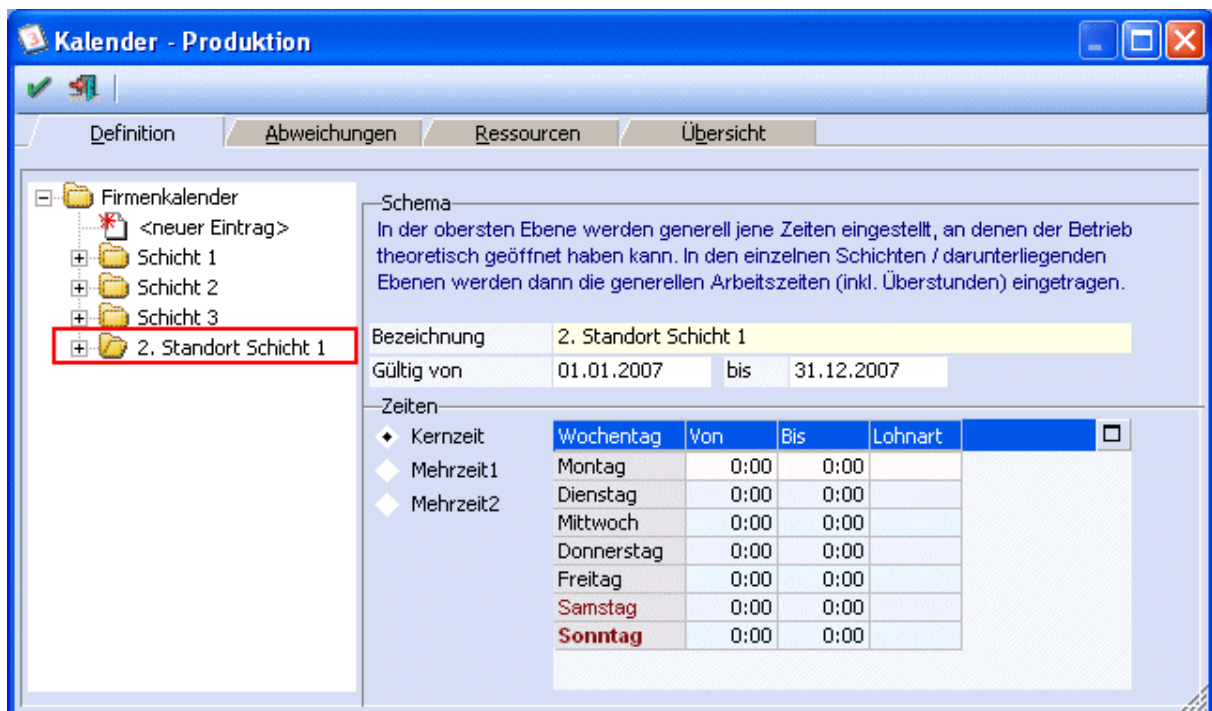 Kalender - Produktion
Definition Abweichungen Ressourcen Übersicht
Firmenkalender
<neuer Eintrag>
Schicht 1
Schicht 2
Schicht 3
2. Standort Schicht 1
Schema
In der obersten Ebene werden generell jene Zeiten eingestellt, an denen der Betrieb
theoretisch geöffnet haben kann. In den einzelnen Schichten / darunterliegenden
Ebenen werden dann die generellen Arbeitszeiten (inkl. Überstunden) eingetragen.
Bezeichnung 2. Standort Schicht 1
Gültig von 01.01.2007 bis 31.12.2007
Zeiten
Kernzeit
Mehrzeit1
Mehrzeit2
Wochentag Von Bis Lohnart
Montag 0:00 0:00
Dienstag 0:00 0:00
Mittwoch 0:00 0:00
Donnerstag 0:00 0:00
Freitag 0:00 0:00
Samstag 0:00 0:00
Sonntag 0:00 0:00